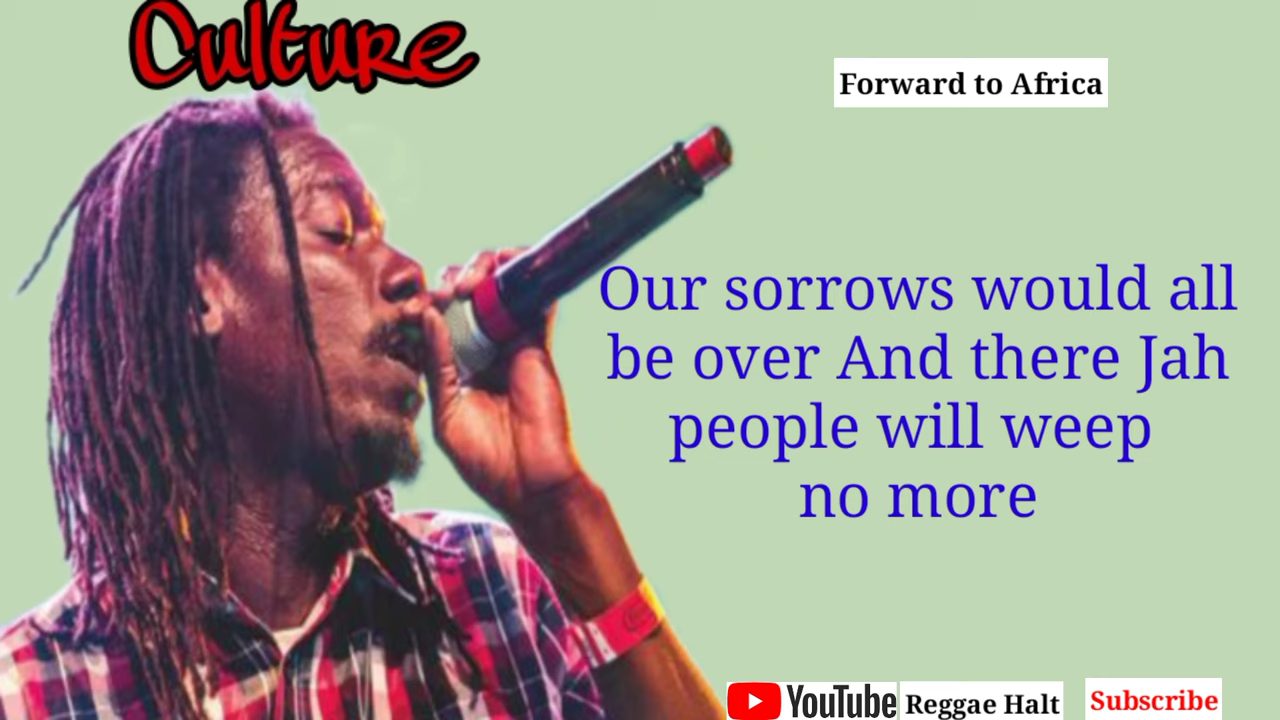 Culture
Forward to Africa
Our sorrows would all
be over And there Jah
people will weep
no more
YouTube Reggae Halt Subscribe